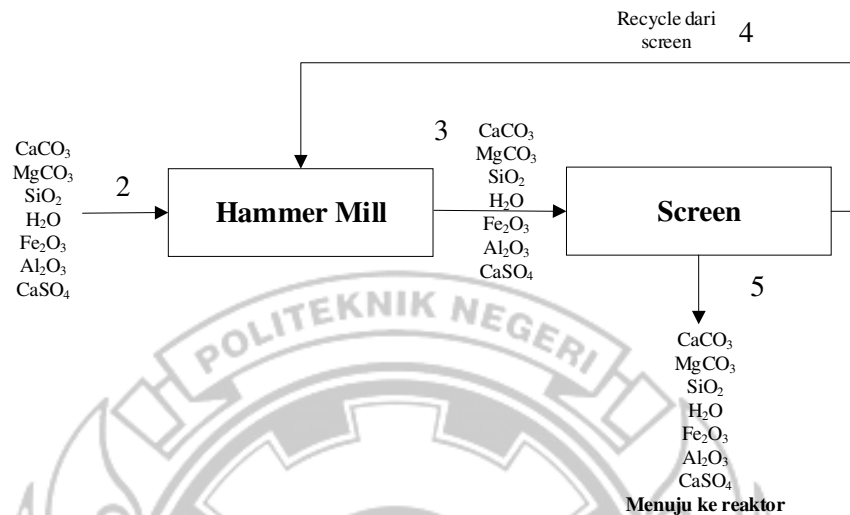 Recycle dari
screen
4
CaCO₃
MgCO₃
SiO₂
H₂O
Fe₂O₃
Al₂O₃
CaSO₄
2
Hammer Mill
3
CaCO₃
MgCO₃
SiO₂
H₂O
Fe₂O₃
Al₂O₃
CaSO₄
Screen
5
CaCO₃
MgCO₃
SiO₂
H₂O
Fe₂O₃
Al₂O₃
CaSO₄
Menuju ke reaktor
POLITEKNIK NEGERI